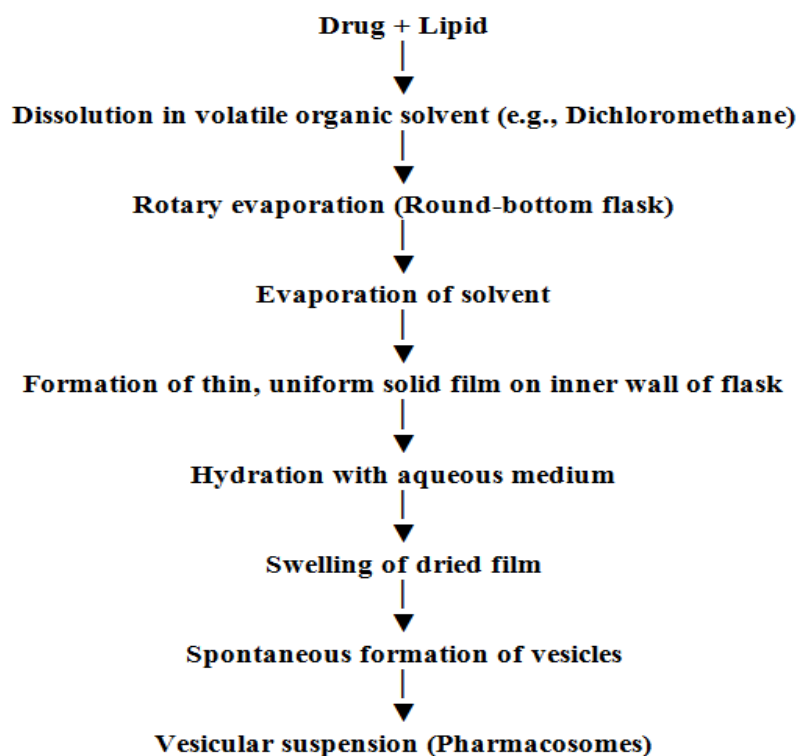 Drug + Lipid
Dissolution in volatile organic solvent (e.g., Dichloromethane)
Rotary evaporation (Round-bottom flask)
Evaporation of solvent
Formation of thin, uniform solid film on inner wall of flask
Hydration with aqueous medium
Swelling of dried film
Spontaneous formation of vesicles
Vesicular suspension (Pharmacosomes)